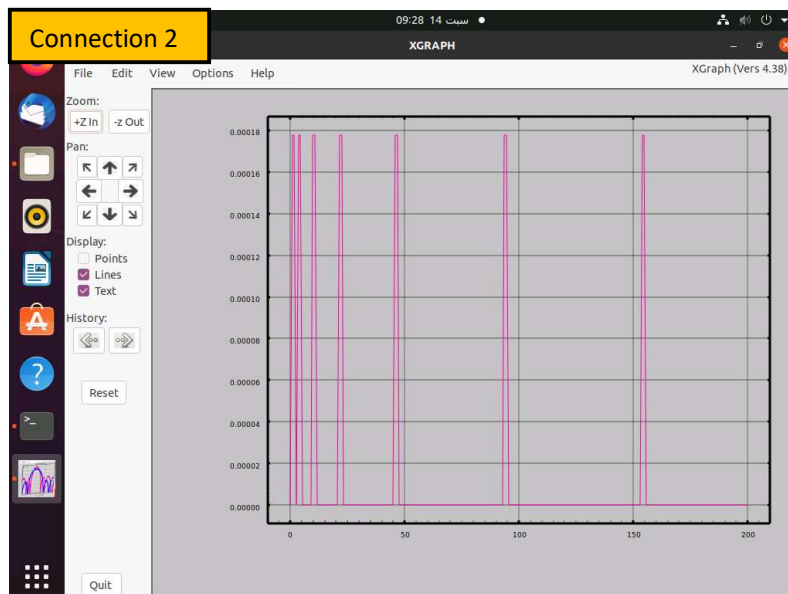 Connection 2
09:28 14 سبت
XGRAPH
File Edit View Options Help
XGraph (Vers 4.38)
Zoom:
+Z In -z Out
Pan:
Display:
Points
Lines
Text
History:
Reset
Quit
0.00018
0.00016
0.00014
0.00012
0.00010
0.00008
0.00006
0.00004
0.00002
0.00000
0 50 100 150 200